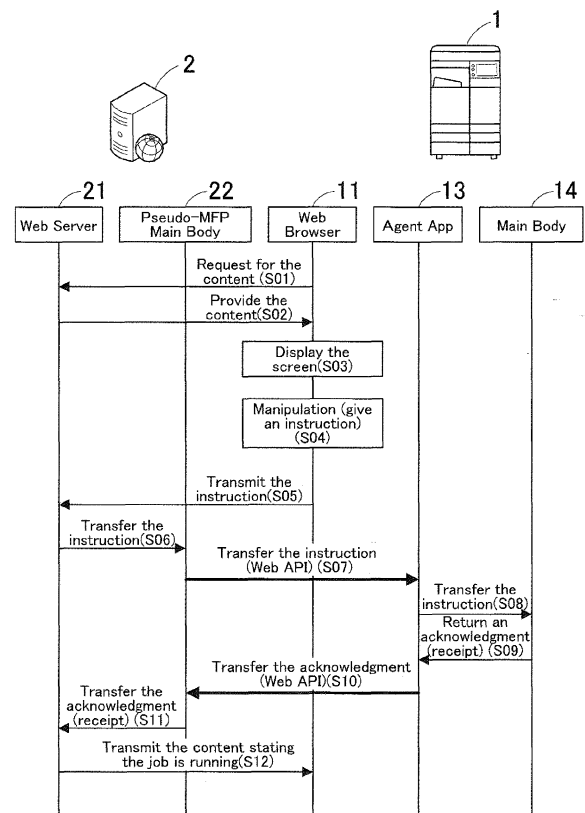 1
2
21
22
11
13
14
Web Server
Pseudo-MFP
Main Body
Web
Browser
Agent App
Main Body
Request for the
content (S01)
Provide the
content(S02)
Display the
screen(S03)
Manipulation (give
an instruction)
(S04)
Transmit the
instruction(S05)
Transfer the
instruction(S06)
Transfer the instruction
(Web API) (S07)
Transfer the
instruction(S08)
Return an
acknowledgment
(receipt) (S09)
Transfer the acknowledgment
(Web API)(S10)
Transfer the
acknowledgment
(receipt) (S11)
Transmit the content stating
the job is running(S12)